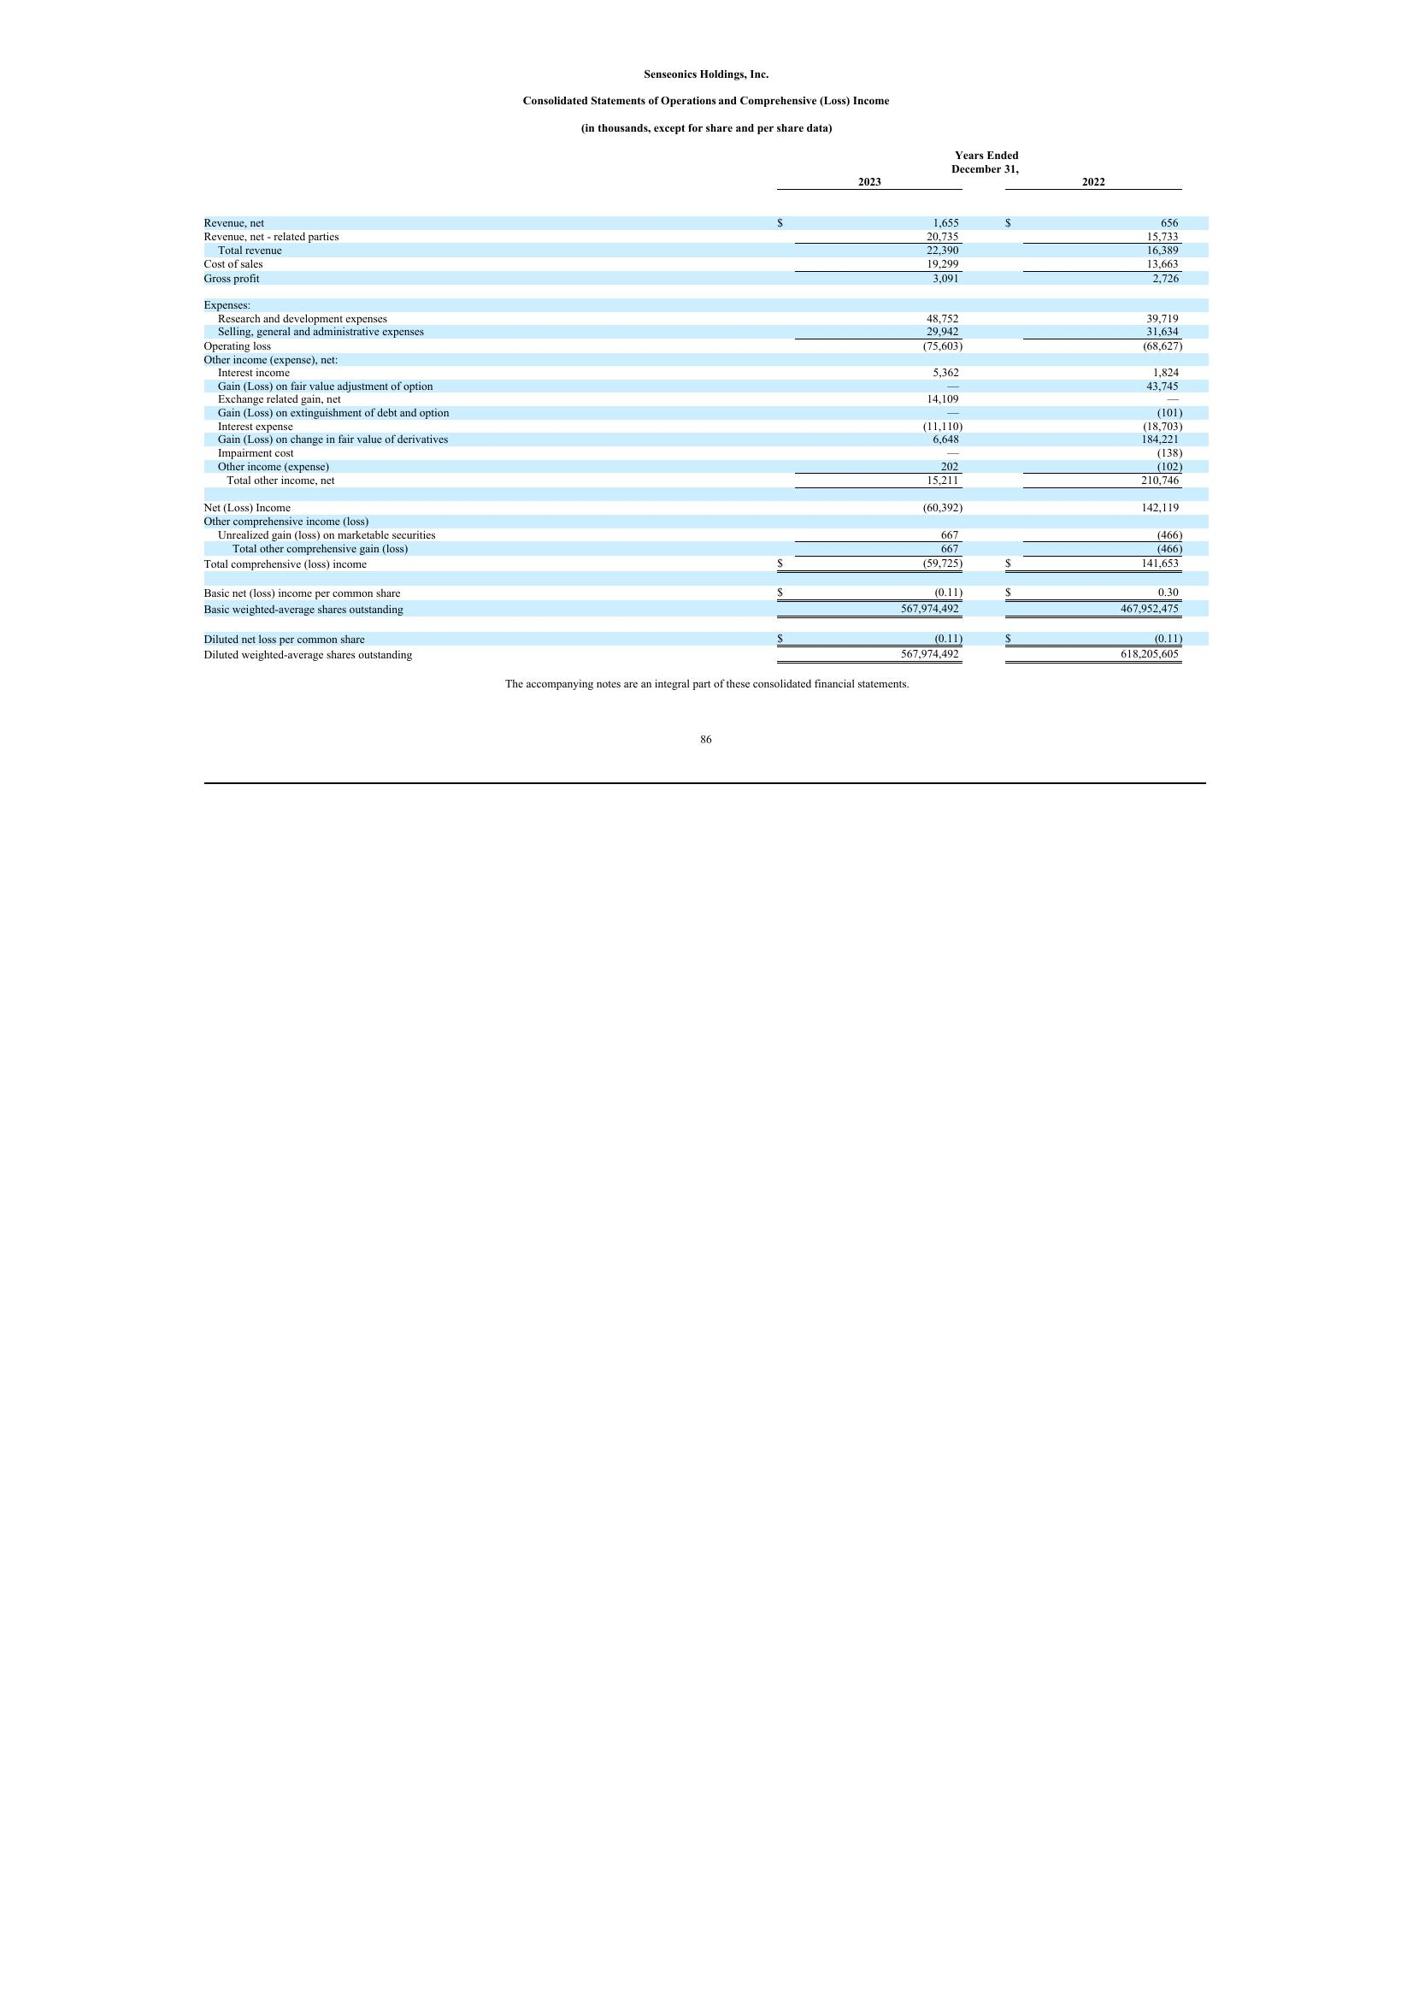 Senseonics Holdings, Inc.
Consolidated Statements of Operations and Comprehensive (Loss) Income
(in thousands, except for share and per share data)
Years Ended
December 31,
2023 2022
Revenue, net $ 1,655 $ 656
Revenue, net - related parties 20,735 15,733
Total revenue 22,390 16,389
Cost of sales 19,299 13,663
Gross profit 3,091 2,726
Expenses:
Research and development expenses 48,752 39,719
Selling, general and administrative expenses 29,942 31,634
Operating loss (75,603) (68,627)
Other income (expense), net:
Interest income 5,362 1,824
Gain (Loss) on fair value adjustment of option — 43,745
Exchange related gain, net 14,109 —
Gain (Loss) on extinguishment of debt and option — (101)
Interest expense (11,110) (18,703)
Gain (Loss) on change in fair value of derivatives 6,648 184,221
Impairment cost — (138)
Other income (expense) 202 (102)
Total other income, net 15,211 210,746
Net (Loss) Income (60,392) 142,119
Other comprehensive income (loss)
Unrealized gain (loss) on marketable securities 667 (466)
Total other comprehensive gain (loss) 667 (466)
Total comprehensive (loss) income $ (59,725) $ 141,653
Basic net (loss) income per common share $ (0.11) $ 0.30
Basic weighted-average shares outstanding 567,974,492 467,952,475
Diluted net loss per common share $ (0.11) $ (0.11)
Diluted weighted-average shares outstanding 567,974,492 618,205,605
The accompanying notes are an integral part of these consolidated financial statements.
86